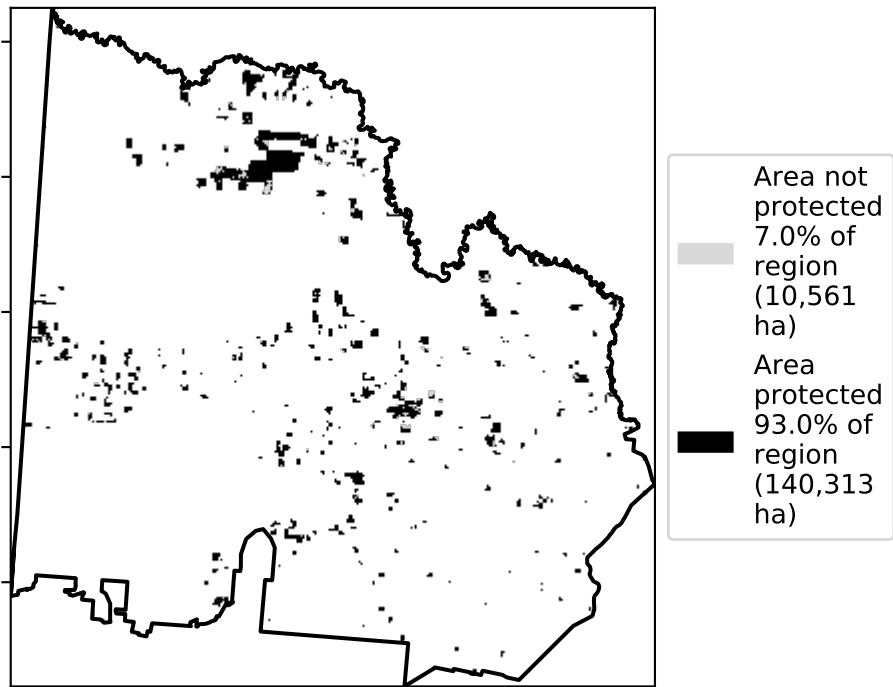 Area not
protected
7.0% of
region
(10,561
ha)
Area
protected
93.0% of
region
(140,313
ha)